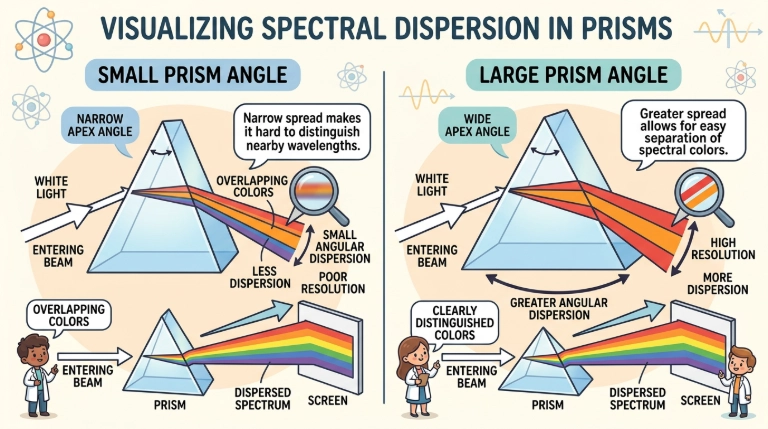 VISUALIZING SPECTRAL DISPERSION IN PRISMS
SMALL PRISM ANGLE
NARROW
APEX ANGLE
Narrow spread makes
it hard to distinguish
nearby wavelengths.
WHITE
LIGHT
OVERLAPPING
COLORS
ENTERING
BEAM
LESS
DISPERSION
SMALL
ANGULAR
DISPERSION
POOR
RESOLUTION
OVERLAPPING
COLORS
ENTERING
BEAM
PRISM
DISPERSED
SPECTRUM
SCREEN
LARGE PRISM ANGLE
WIDE
APEX ANGLE
Greater spread
allows for easy
separation of
spectral colors.
WHITE
LIGHT
ENTERING
BEAM
HIGH
RESOLUTION
MORE
DISPERSION
GREATER ANGULAR
DISPERSION
CLEARLY
DISTINGUISHED
COLORS
ENTERING
BEAM
PRISM
DISPERSED
SPECTRUM
SCREEN